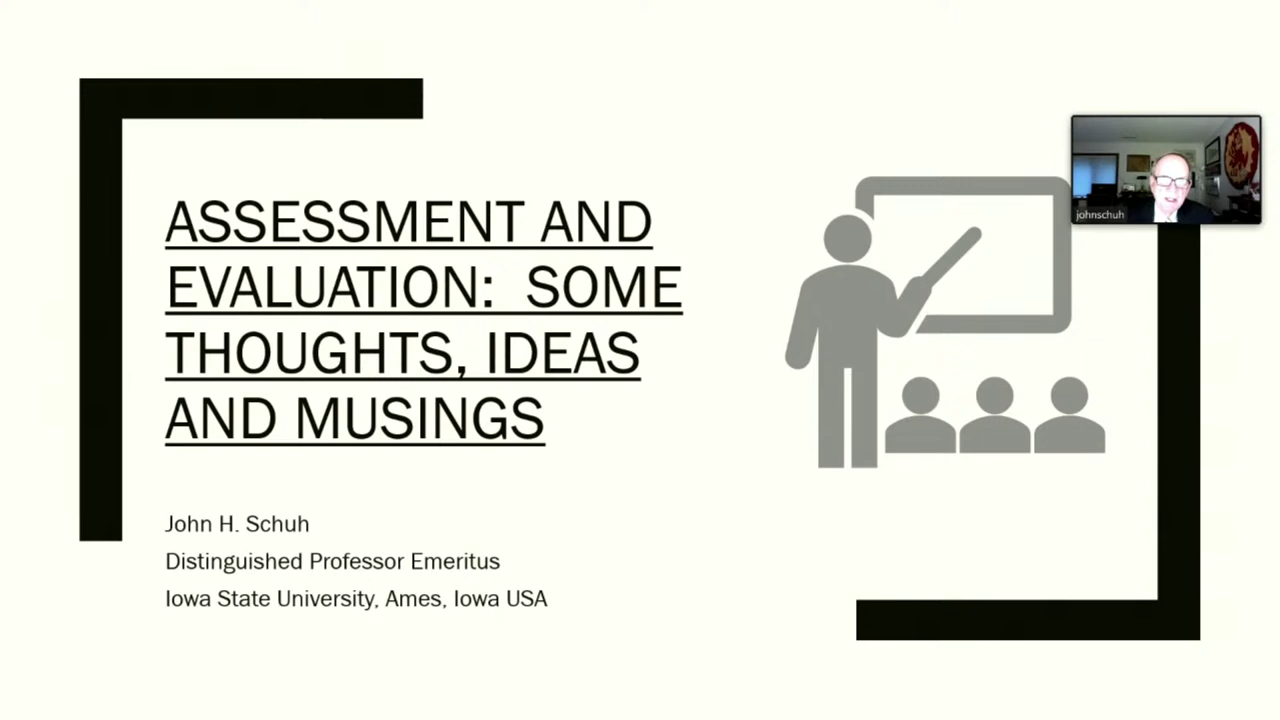 ASSESSMENT AND
EVALUATION:  SOME
THOUGHTS, IDEAS
AND MUSINGS
John H. Schuh
Distinguished Professor Emeritus
Iowa State University, Ames, Iowa USA
johnschuh